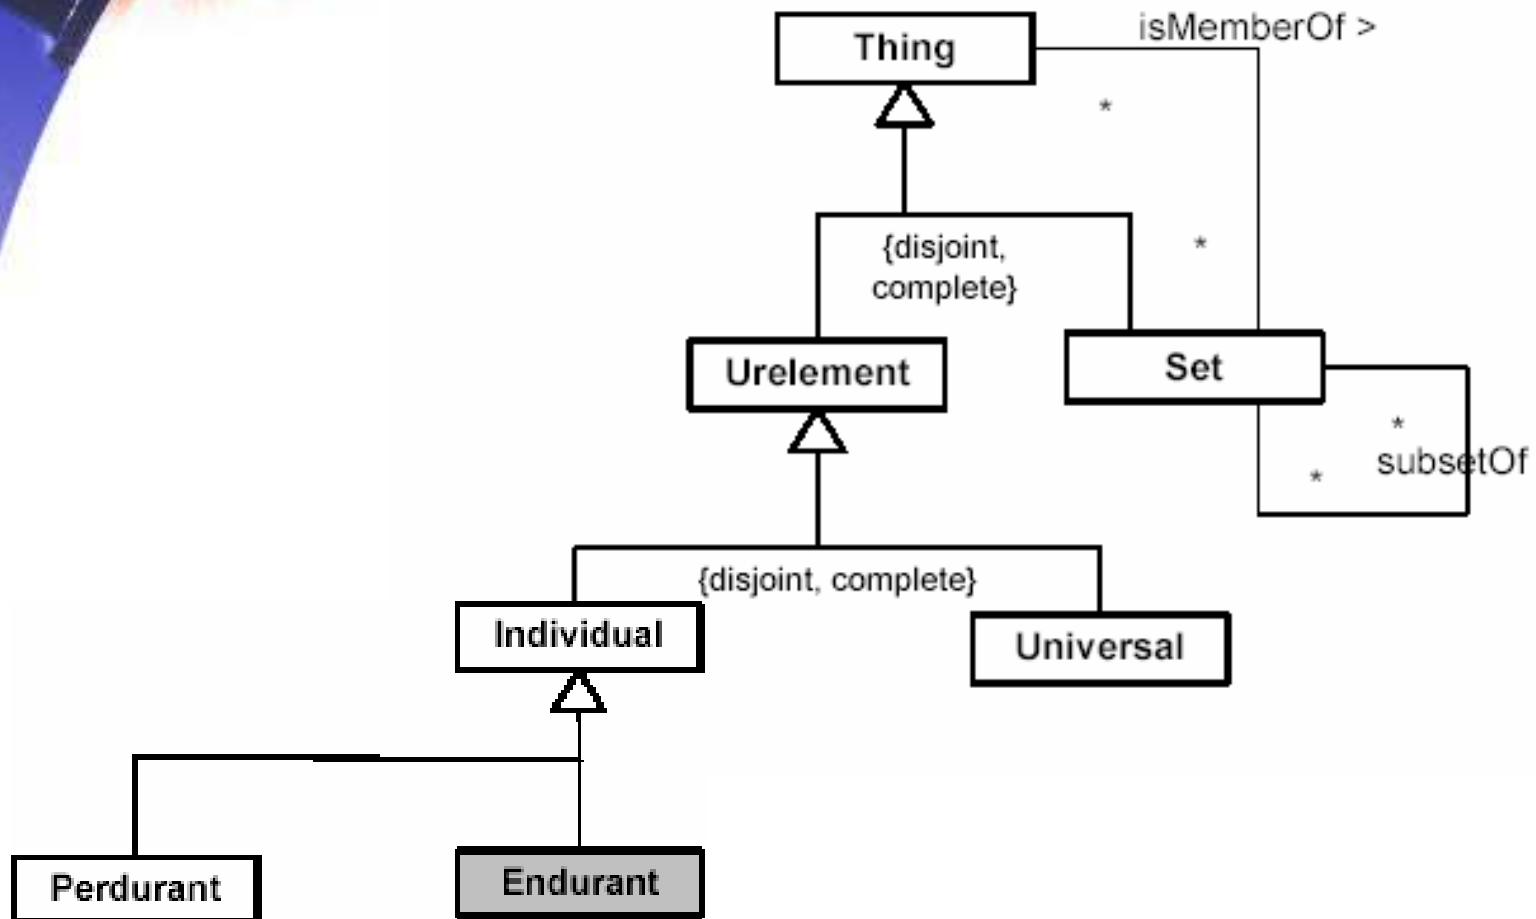 isMemberOf >
Thing
*
*
{disjoint,
complete}
Urelement
Set
*
subsetOf
*
{disjoint, complete}
Individual
Universal
Perdurant
Endurant